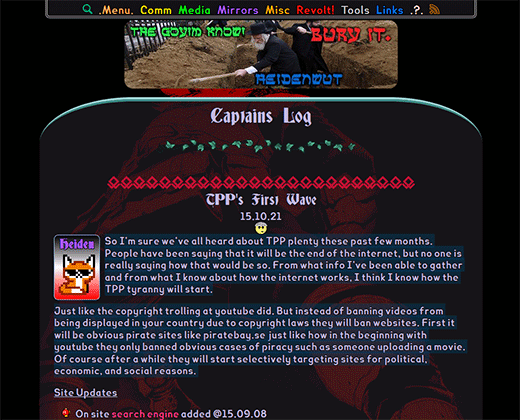 .Menu. Comm Media Mirrors Misc Revolt! Tools Links .?.
THE GOYIM KNOW! BURY IT.
HEIDENWUT
Captains Log
TPP's First Wave
15.10.21
Heiden
So I'm sure we've all heard about TPP plenty these past few months.
People have been saying that it will be the end of the internet, but no one is
really saying how that would be so. From what info I've been able to gather
and from what I know about how the internet works, I think I know how the
TPP tyranny will start.
Just like the copyright trolling at youtube did. But instead of banning videos from
being displayed in your country due to copyright laws they will ban websites. First it
will be obvious pirate sites like piratebay.se just like how in the beginning with
youtube they only banned obvious cases of piracy such as someone uploading a movie.
Of course after a while they will start selectively targeting sites for political,
economic, and social reasons.
Site Updates
On site search engine added @15.09.08